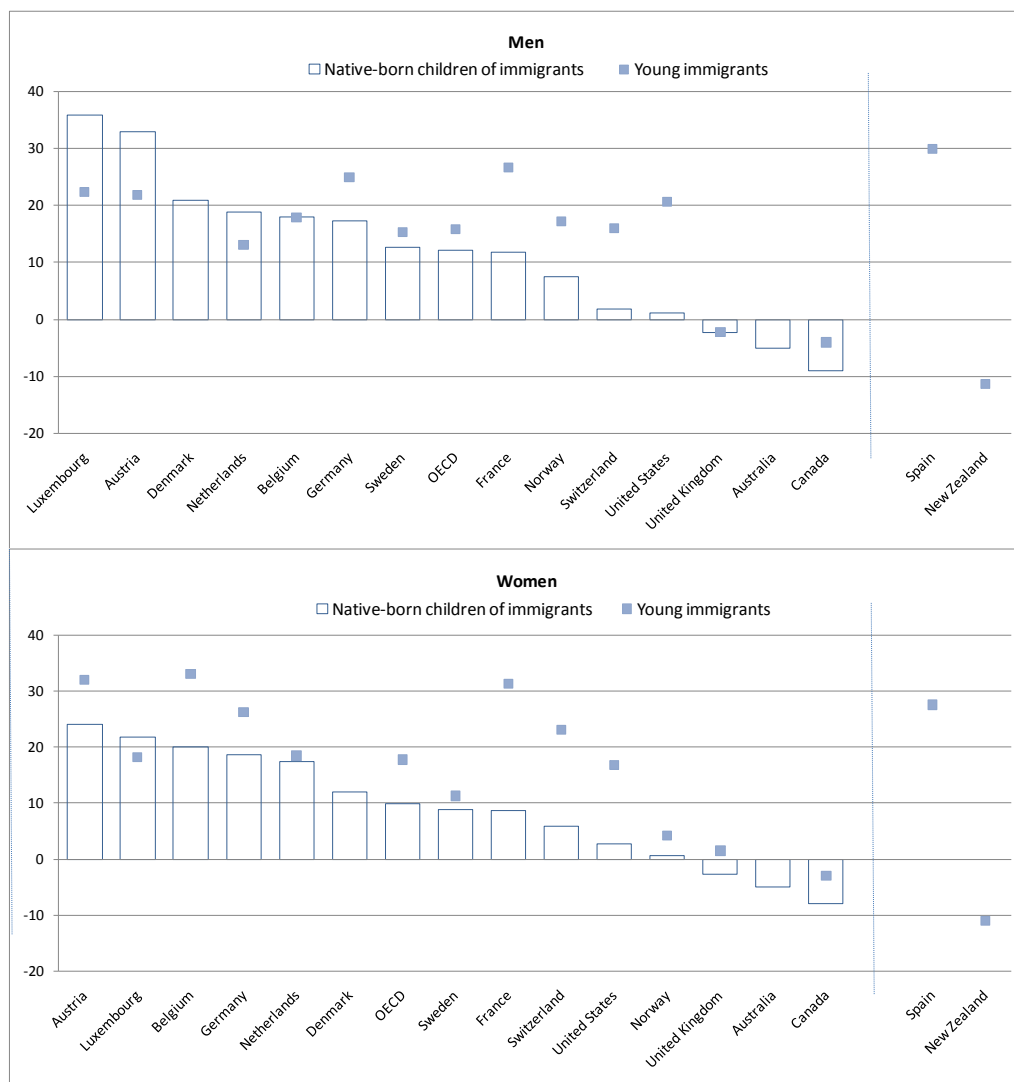 Men
Native-born children of immigrants Young immigrants
40
30
20
10
0
-10
-20
Luxembourg
Austria
Denmark
Netherlands
Belgium
Germany
Sweden
OECD
France
Norway
Switzerland
United States
United Kingdom
Australia
Canada
Spain
New Zealand
Women
Native-born children of immigrants Young immigrants
40
30
20
10
0
-10
-20
Austria
Luxembourg
Belgium
Germany
Netherlands
Denmark
OECD
Sweden
France
Switzerland
United States
Norway
United Kingdom
Australia
Canada
Spain
New Zealand